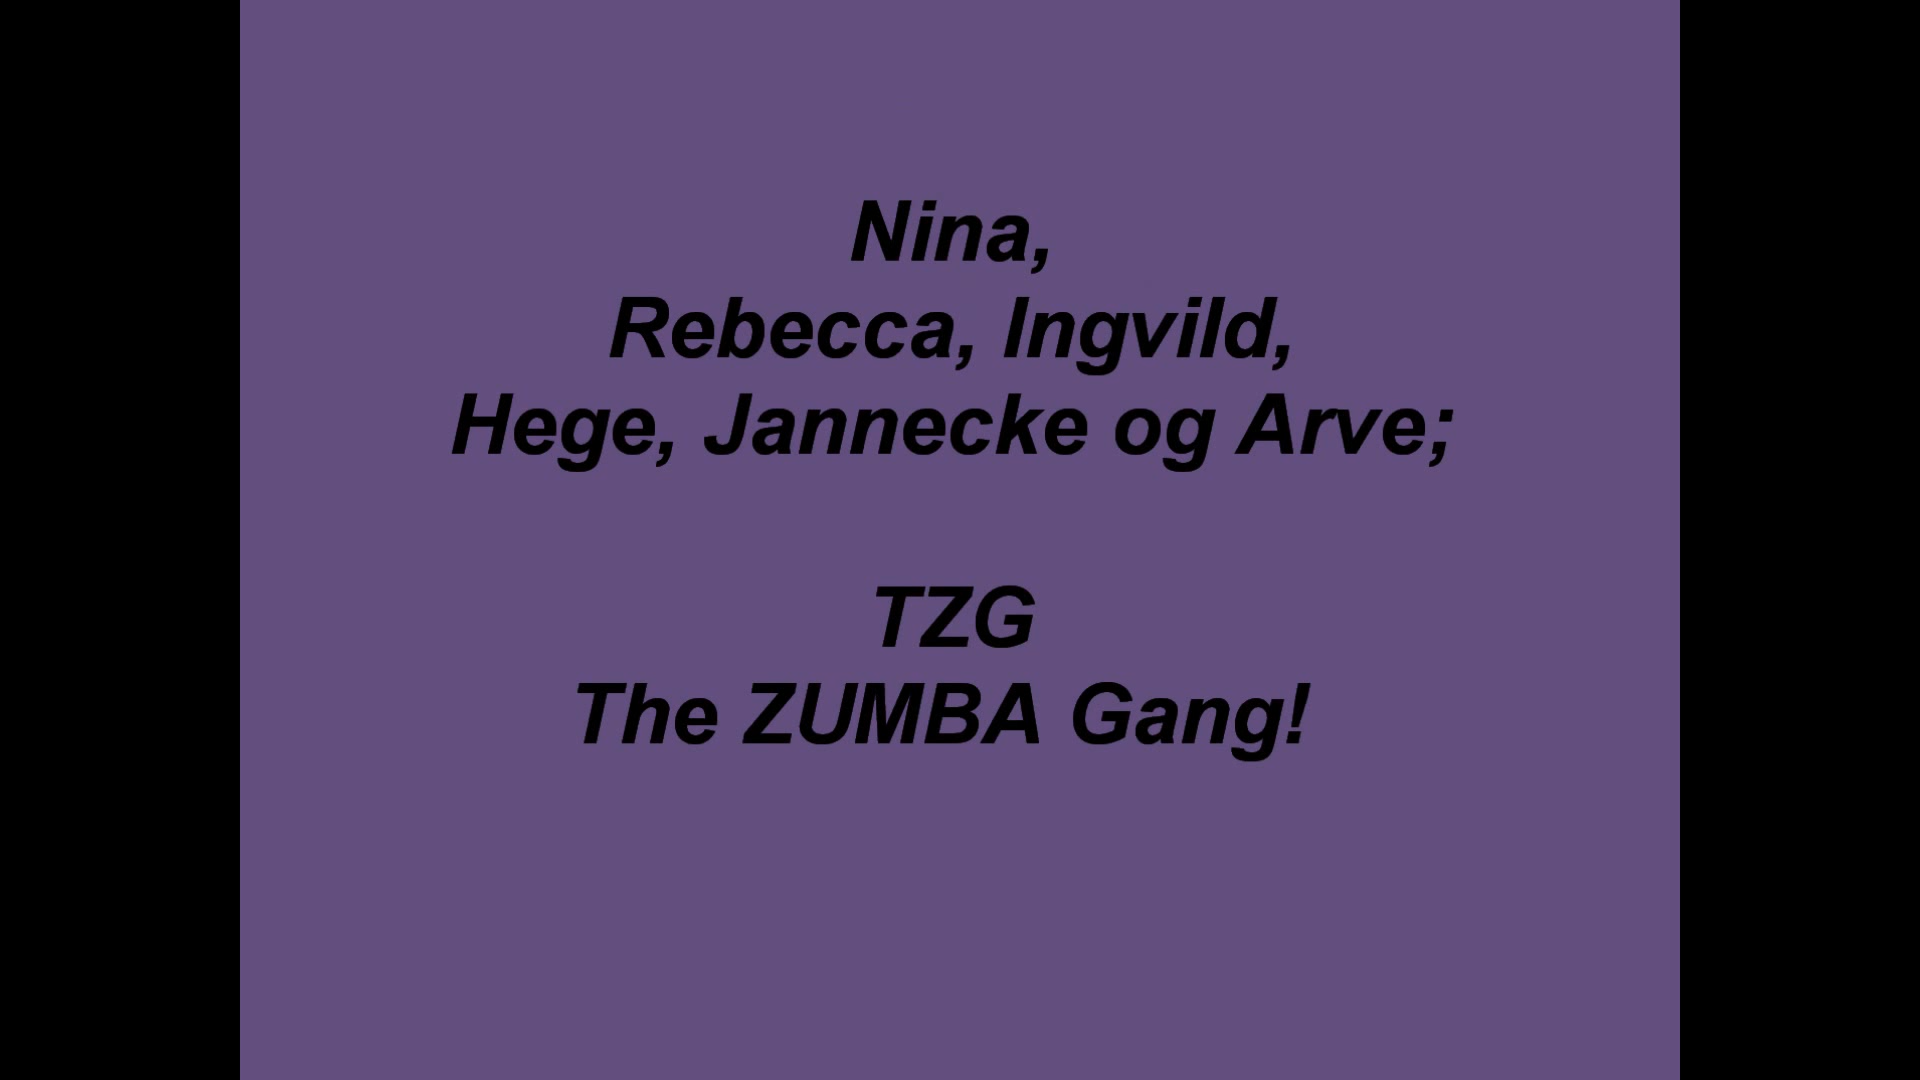 Nina,
Rebecca, Ingvild,
Hege, Jannecke og Arve;
TZG
The ZUMBA Gang!